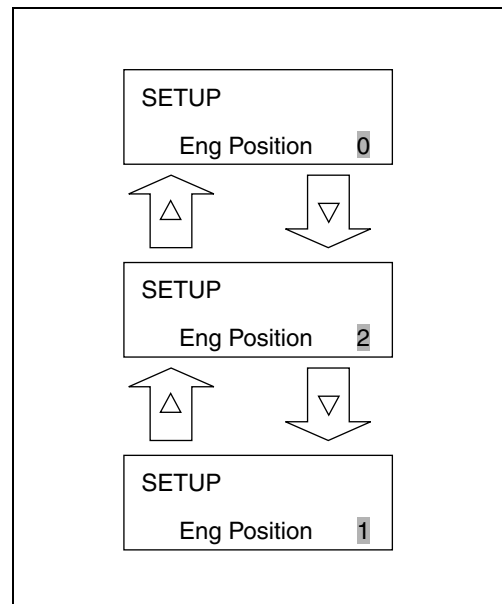 SETUP
Eng Position 0
△ ▽
SETUP
Eng Position 2
△ ▽
SETUP
Eng Position 1